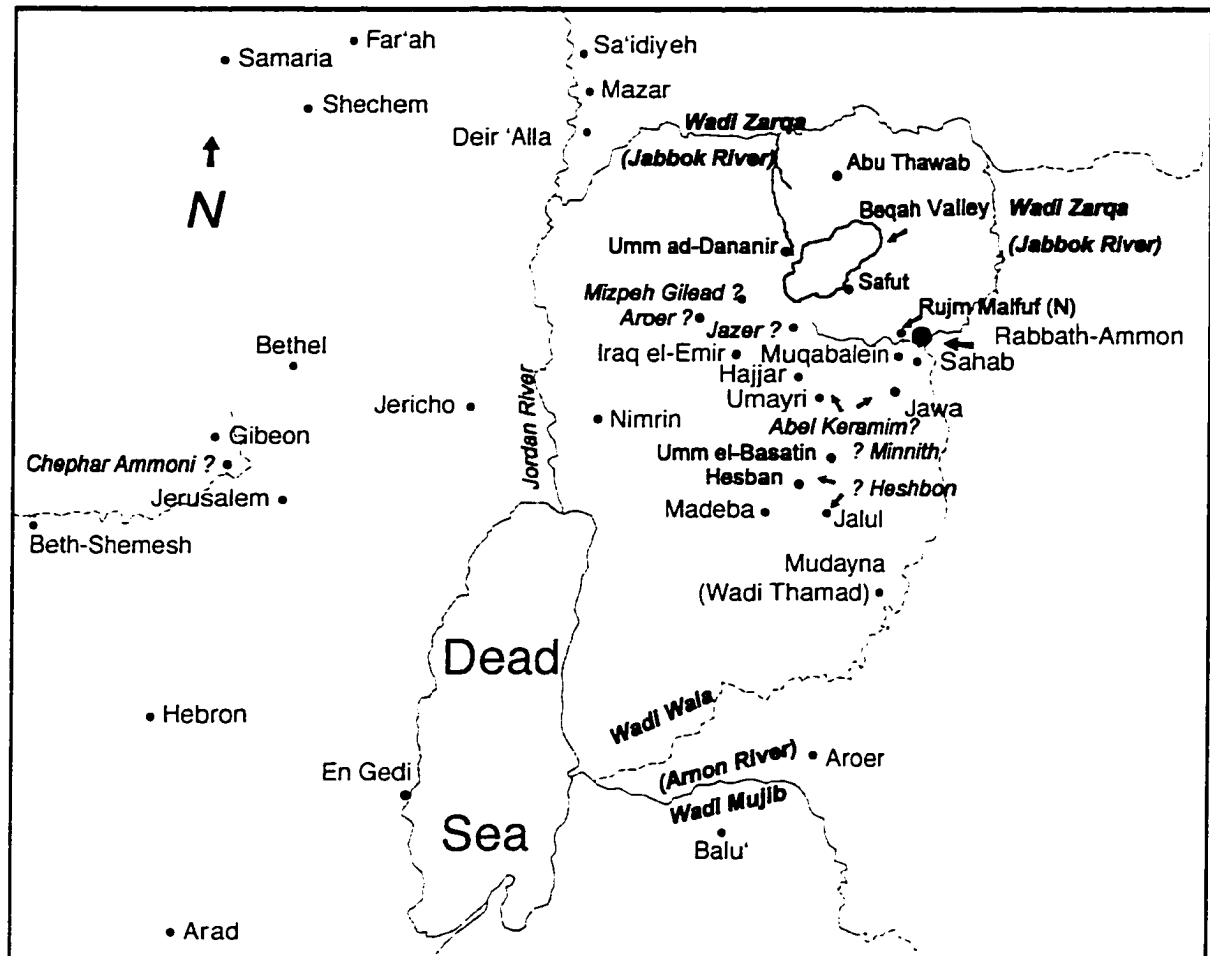 Far‘ah
Samaria
Sa‘idiyeh
Mazar
Shechem
Deir ‘Alla
Wadi Zarqa
(Jabbok River)
Abu Thawab
N
Beqah Valley
Wadi Zarqa
(Jabbok River)
Umm ad-Dananir
Safut
Mizpeh Gilead ?
Rujm Malfuf (N)
Aroer ?
Jazer ?
Rabbath-Ammon
Bethel
Iraq el-Emir
Muqabalein
Sahab
Hajjar
Jericho
Jordan River
Nimrin
Umayri
Jawa
Abel Keramim?
Gibeon
Chephar Ammoni ?
Umm el-Basatin
? Minnith
Hesban
? Heshbon
Jerusalem
Madeba
Jalul
Beth-Shemesh
Mudayna
(Wadi Thamad)
Dead
Sea
Wadi Wala
Hebron
(Arnon River)
Aroer
En Gedi
Wadi Mujib
Balu‘
Arad